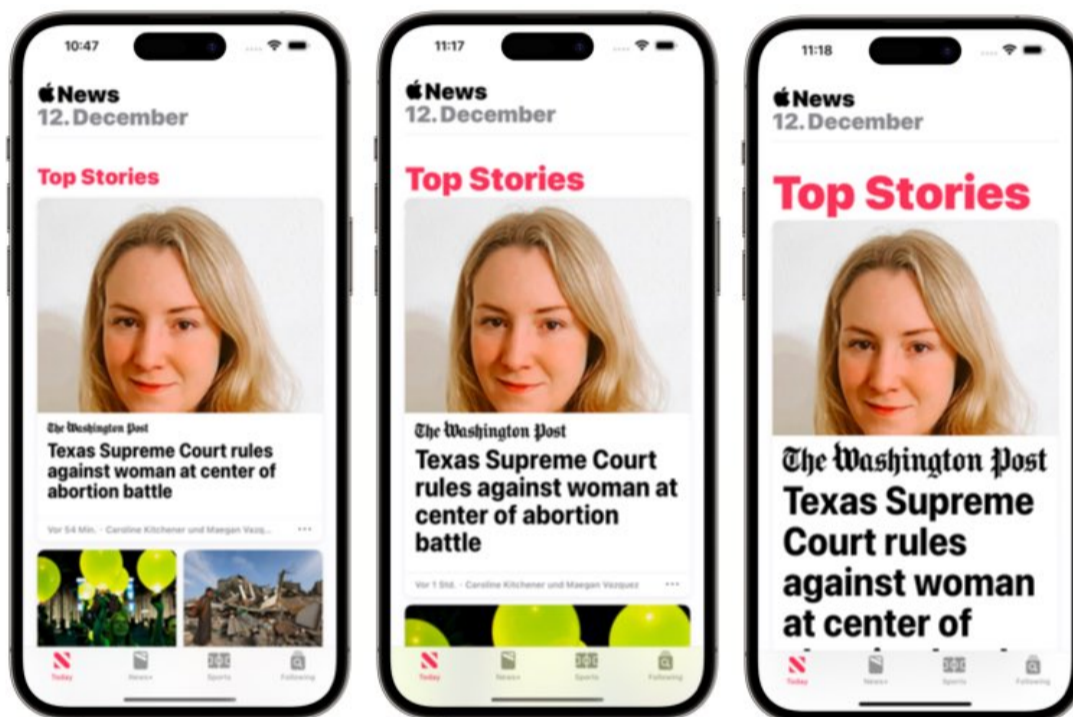 10:47
News
12. December
Top Stories
The Washington Post
Texas Supreme Court rules
against woman at center of
abortion battle
Vor 54 Min. · Caroline Kitchener und Maegan Vazq...
Today
News+
Sports
Following
11:17
News
12. December
Top Stories
The Washington Post
Texas Supreme Court
rules against woman at
center of abortion
battle
Vor 1 Std. · Caroline Kitchener und Maegan Vazquez
Today
News+
Sports
Following
11:18
News
12. December
Top Stories
The Washington Post
Texas Supreme
Court rules
against woman
at center of
Today
News+
Sports
Following